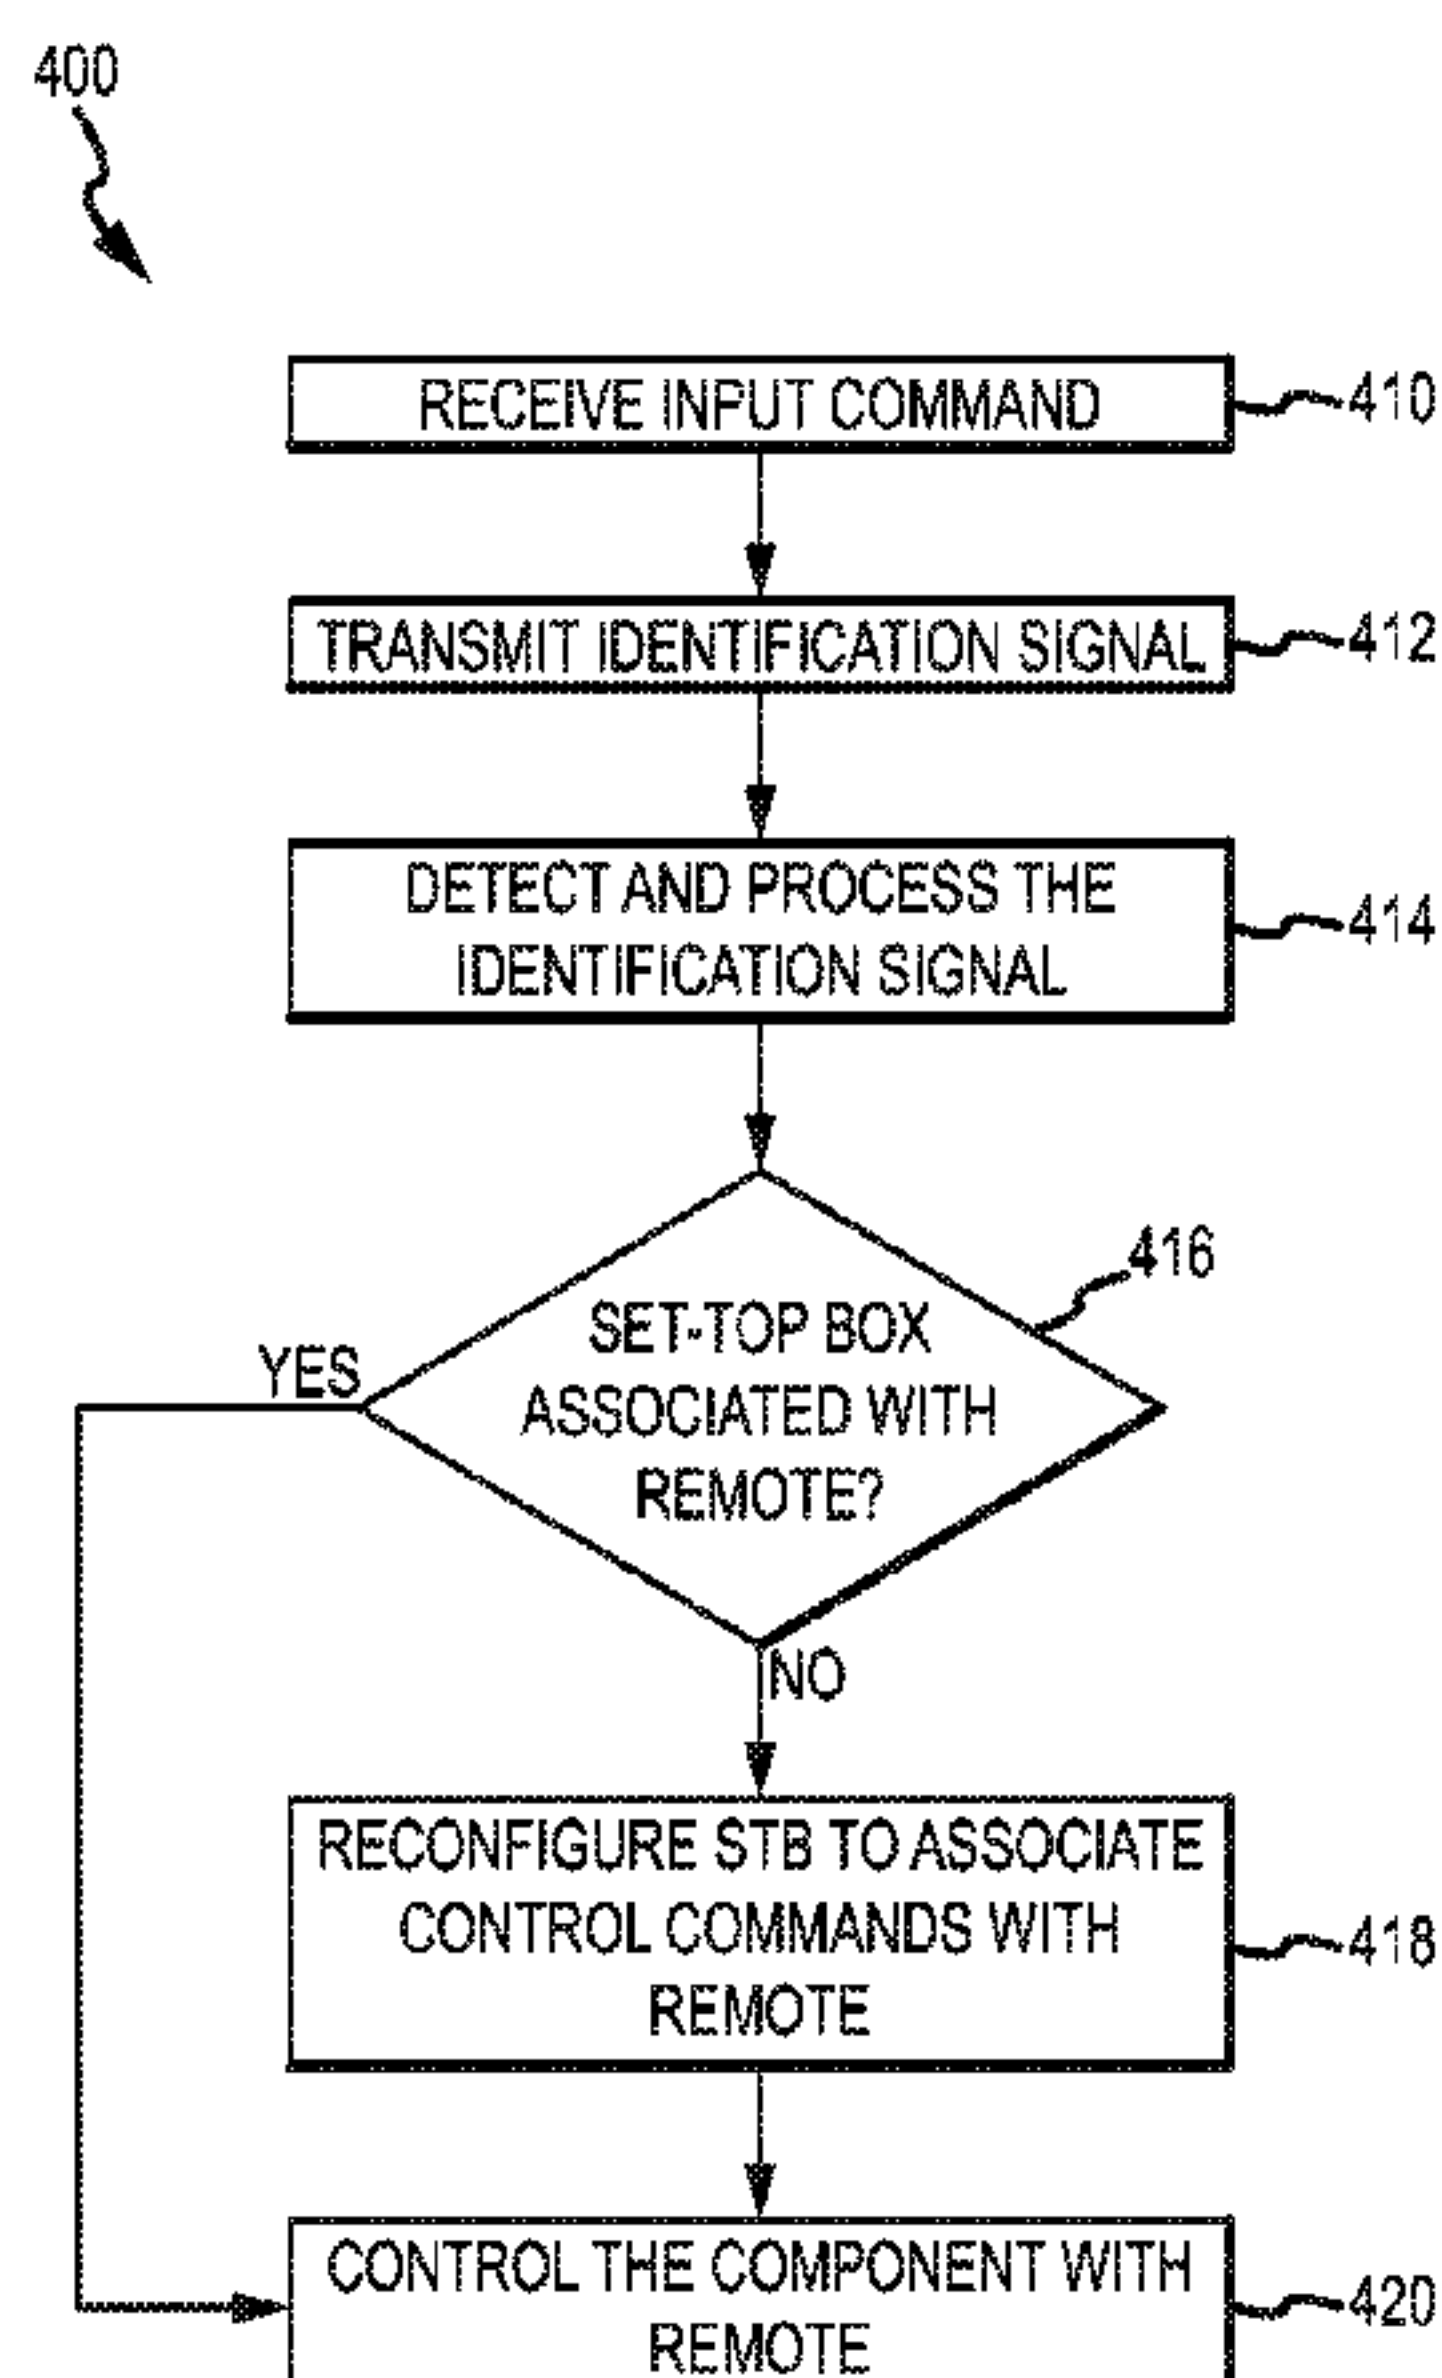 400
RECEIVE INPUT COMMAND
410
TRANSMIT IDENTIFICATION SIGNAL
412
DETECT AND PROCESS THE
IDENTIFICATION SIGNAL
414
416
SET-TOP BOX
ASSOCIATED WITH
REMOTE?
YES
NO
RECONFIGURE STB TO ASSOCIATE
CONTROL COMMANDS WITH
REMOTE
418
CONTROL THE COMPONENT WITH
REMOTE
420